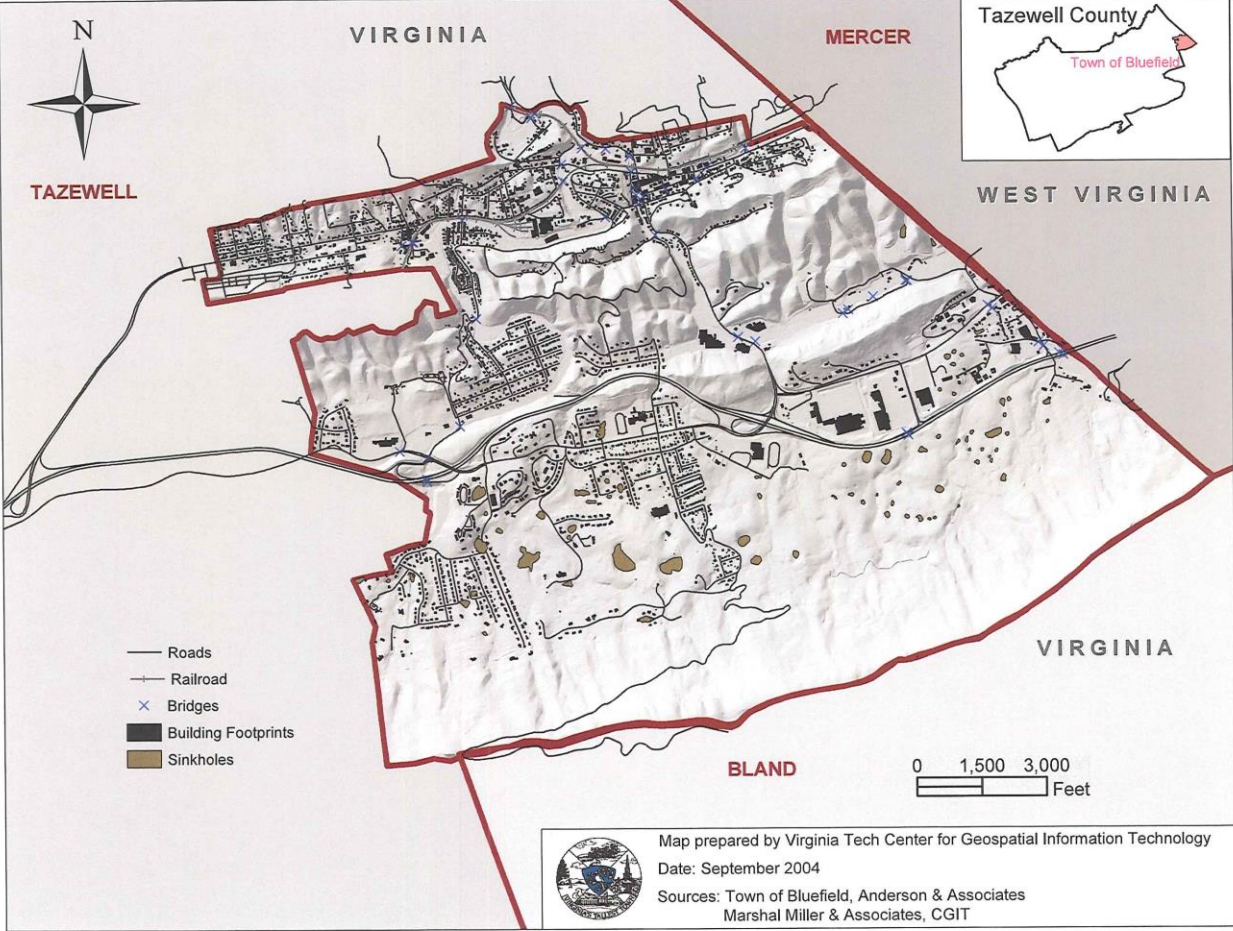 N
VIRGINIA
MERCER
Tazewell County
Town of Bluefield
TAZEWELL
WEST VIRGINIA
Roads
Railroad
Bridges
Building Footprints
Sinkholes
VIRGINIA
BLAND
0 1,500 3,000
Feet
Map prepared by Virginia Tech Center for Geospatial Information Technology
Date: September 2004
Sources: Town of Bluefield, Anderson & Associates
Marshal Miller & Associates, CGIT